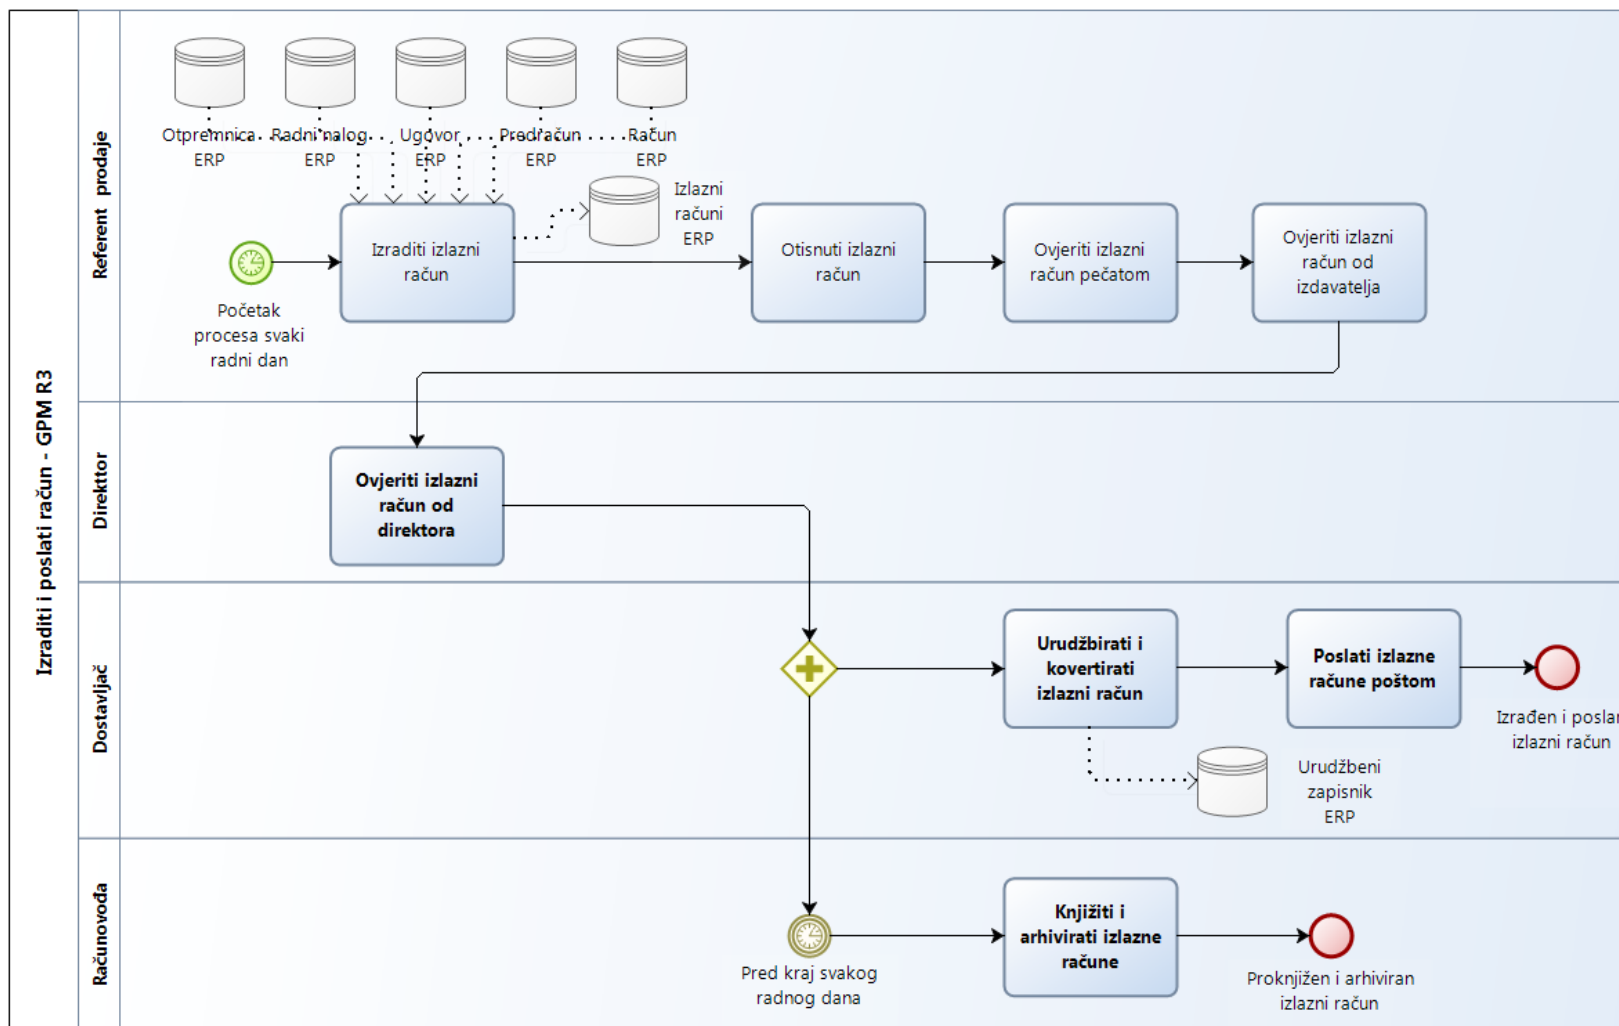 Izraditi i poslati račun - GPM R3
Referent prodaje
Otpremnica
ERP
Radni nalog
ERP
Ugovor
ERP
Predračun
ERP
Račun
ERP
Izlazni
računi
ERP
Početak
procesa svaki
radni dan
Izraditi izlazni
račun
Otisnuti izlazni
račun
Ovjeriti izlazni
račun pečatom
Ovjeriti izlazni
račun od
izdavatelja
Direkttor
Ovjeriti izlazni
račun od
direktora
Dostavljač
Urudžbirati i
kovertirati
izlazni račun
Poslati izlazne
račune poštom
Izrađen i poslan
izlazni račun
Urudžbeni
zapisnik
ERP
Računovođa
Pred kraj svakog
radnog dana
Knjižiti i
arhivirati izlazne
račune
Proknjižen i arhiviran
izlazni račun